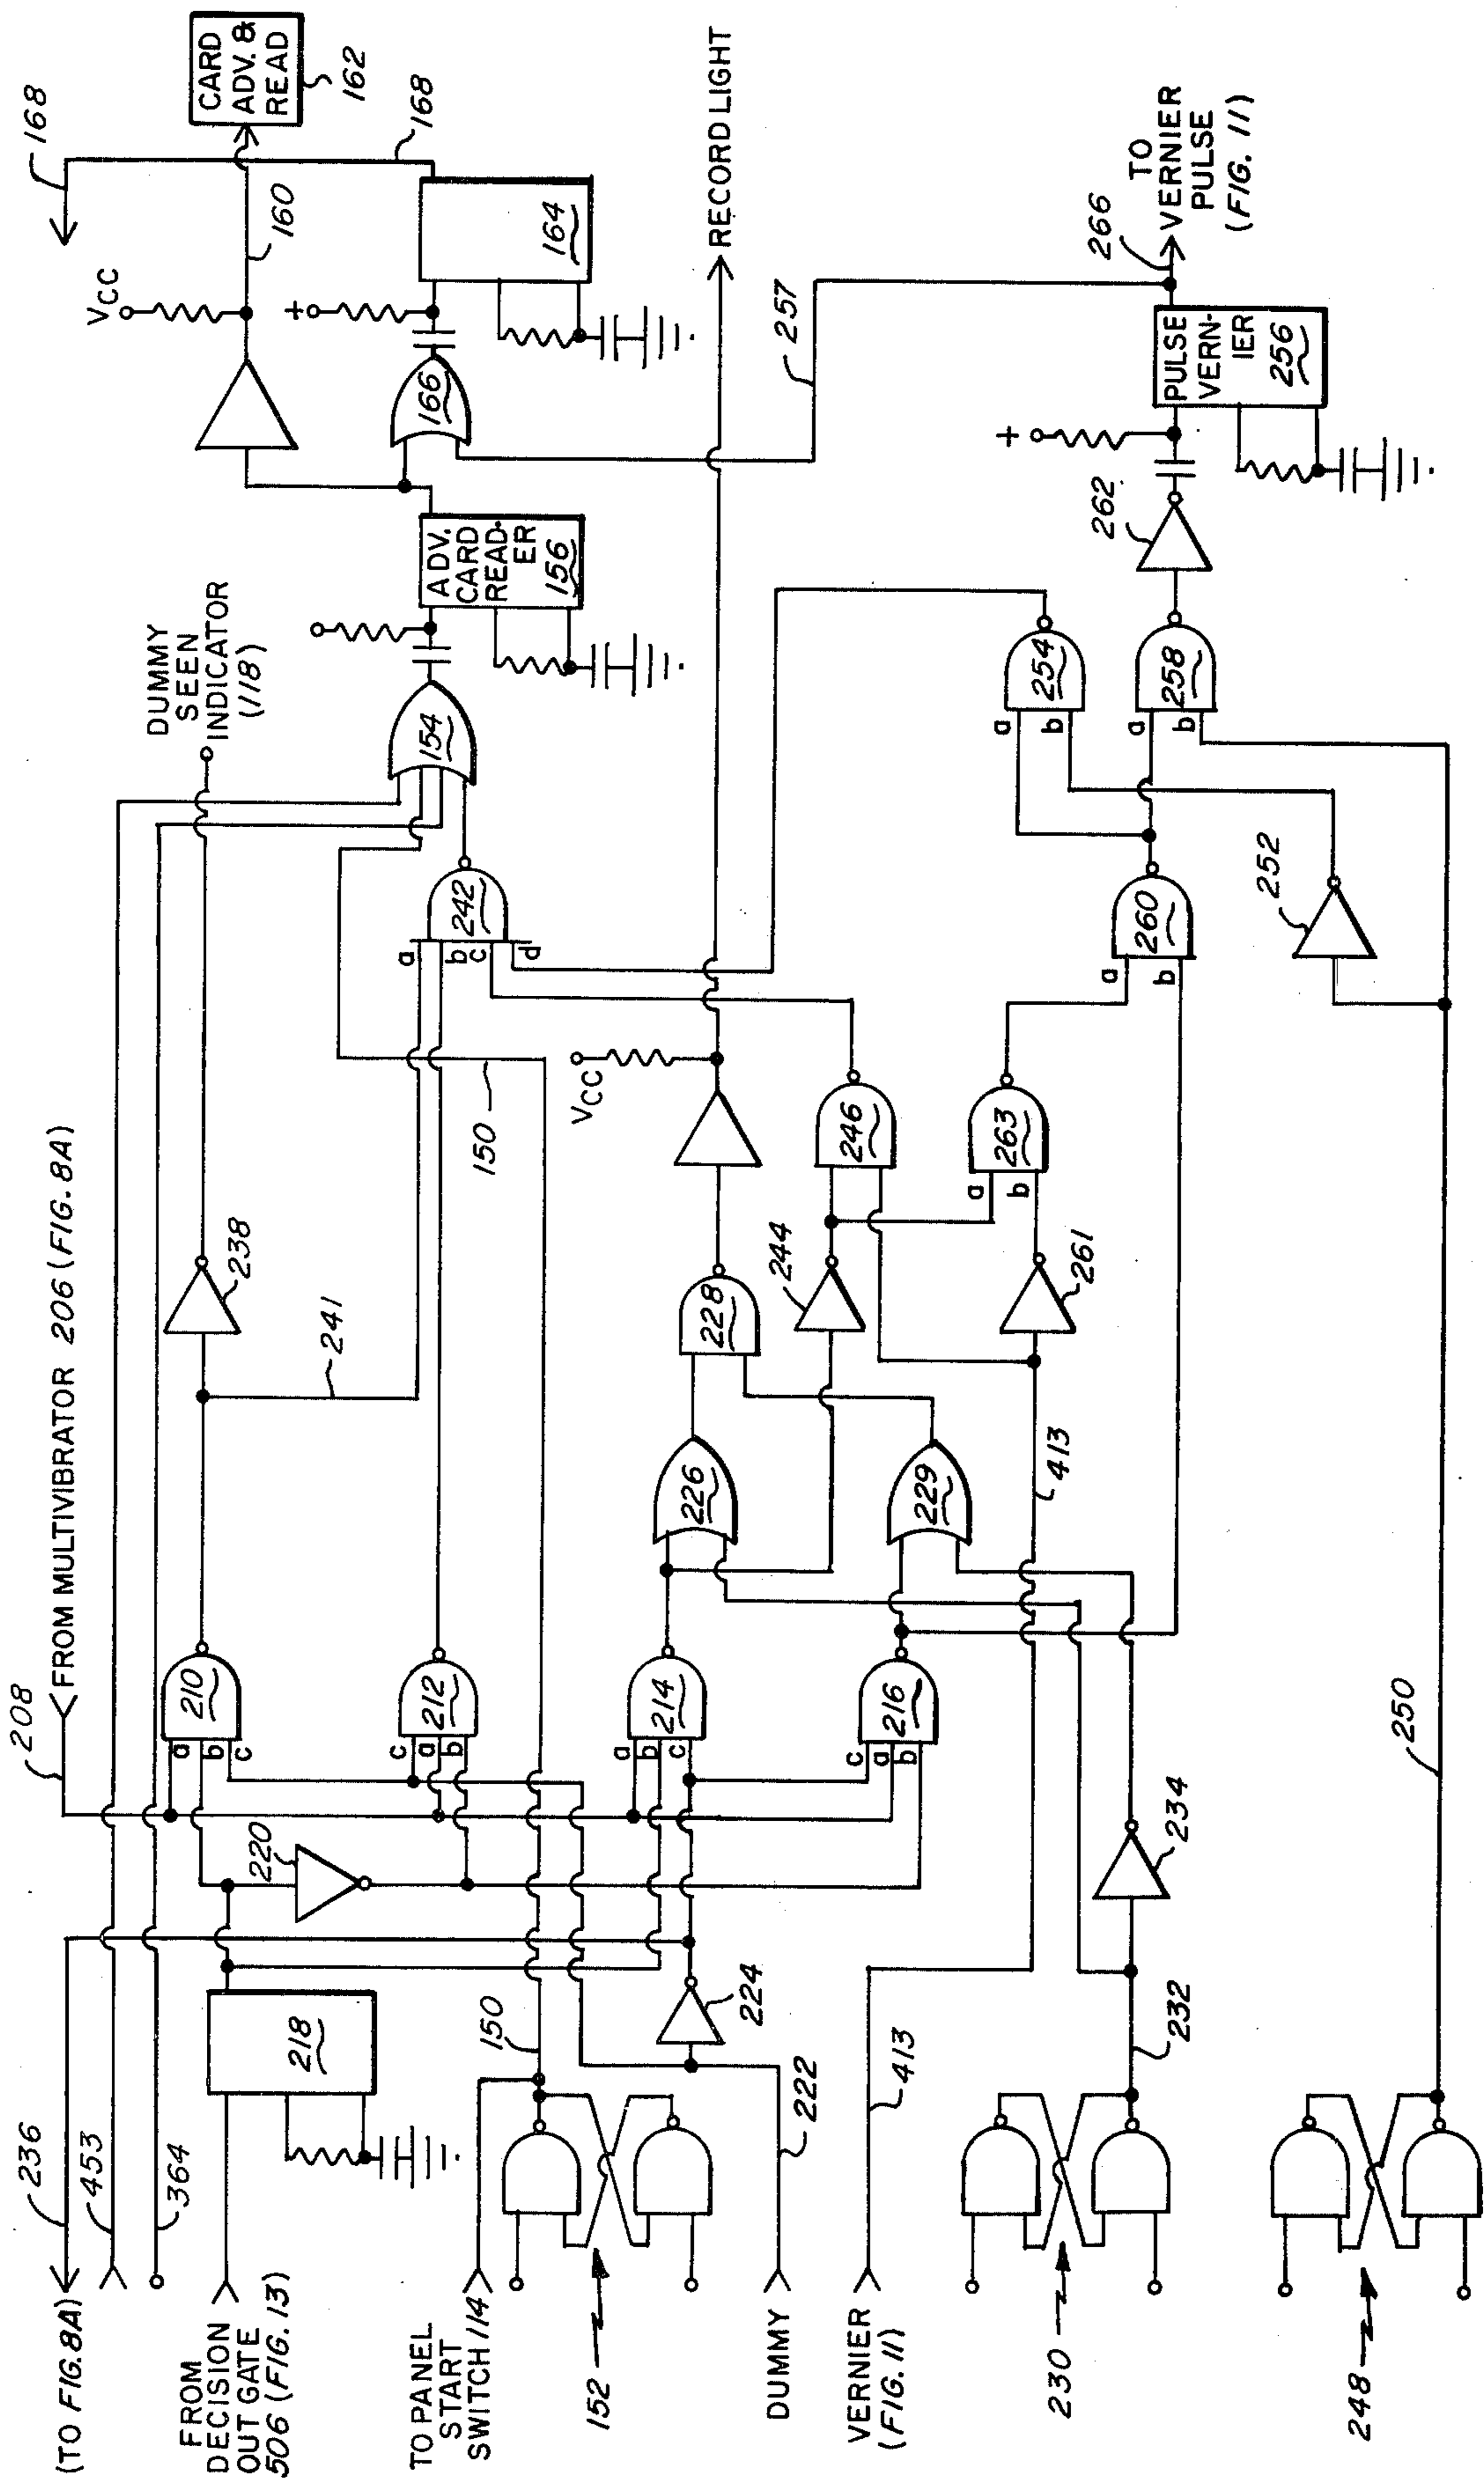 168
CARD
ADV. &
READ
162
168
160
VCC
164
+
166
RECORD LIGHT
TO
VERNIER
PULSE
(FIG. 11)
266
257
PULSE
VERN-
IER
256
+
262
ADV.
CARD
READ-
ER
156
DUMMY
SEEN
INDICATOR
(118)
154
a
254
b
a
258
b
242
a
b
c
d
252
260
a
b
150
VCC
246
263
a
b
FROM MULTIVIBRATOR 206 (FIG. 8A)
238
241
228
244
261
226
229
413
208
210
a
b
c
212
c
a
b
214
a
b
c
216
c
a
b
250
220
234
218
150
224
222
413
232
236
453
364
(TO FIG. 8A)
FROM
DECISION
OUT GATE
506 (FIG. 13)
TO PANEL
START
SWITCH 114
152
DUMMY
VERNIER
(FIG. 11)
230
248